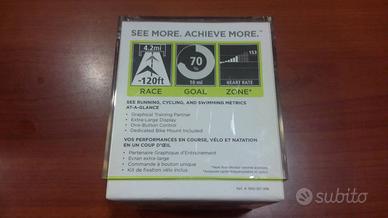 SEE MORE. ACHIEVE MORE.™
4.2mi
-120ft
RACE
70
%
10 mi
GOAL
153
HEART RATE
ZONE*
SEE RUNNING, CYCLING, AND SWIMMING METRICS
AT-A-GLANCE
• Graphical Training Partner
• Extra-Large Display
• One-Button Control
• Dedicated Bike Mount Included
VOS PERFORMANCES EN COURSE, VÉLO ET NATATION
EN UN COUP D'ŒIL
• Partenaire Graphique d'Entrainement
• Écran extra-large
• Commande à bouton unique
• Kit de fixation vélo inclus
subito